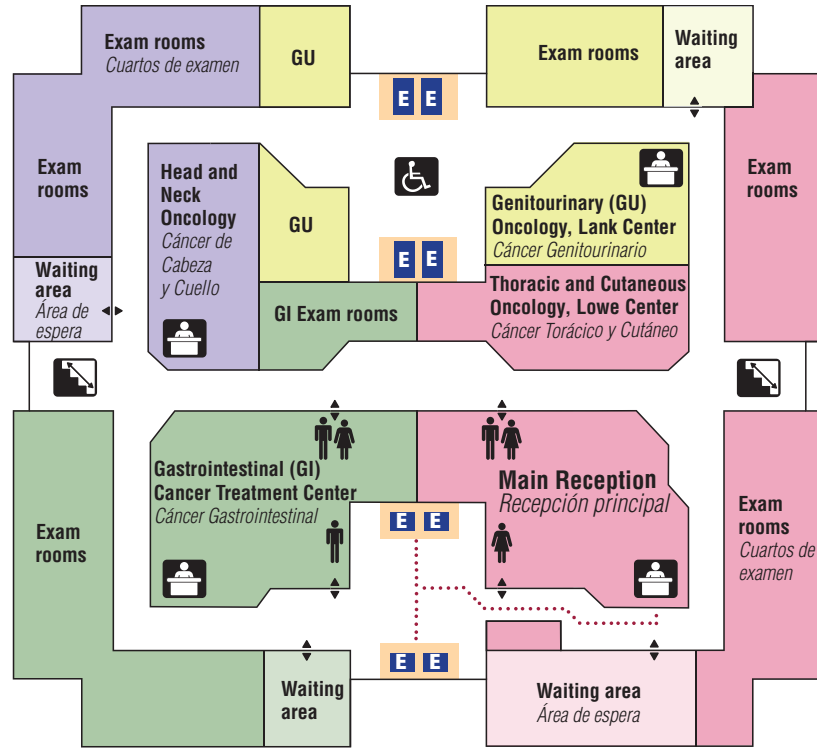 Exam rooms
Cuartos de examen
GU
Exam rooms
Waiting
area
E E
Exam
rooms
Head and
Neck
Oncology
Cáncer de
Cabeza
y Cuello
GU
Genitourinary (GU)
Oncology, Lank Center
Cáncer Genitourinario
Exam
rooms
E E
Waiting
area
Área de
espera
GI Exam rooms
Thoracic and Cutaneous
Oncology, Lowe Center
Cáncer Torácico y Cutáneo
Gastrointestinal (GI)
Cancer Treatment Center
Cáncer Gastrointestinal
Main Reception
Recepción principal
Exam
rooms
E E
Exam
rooms
Cuartos de
examen
E E
Waiting
area
Waiting area
Área de espera